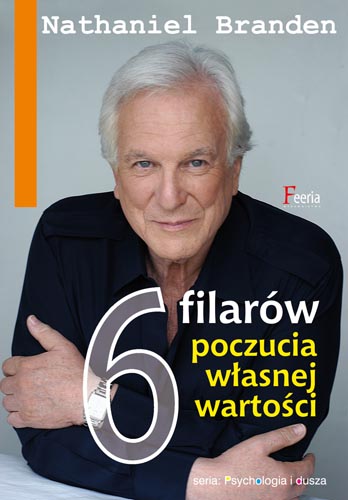 Nathaniel Branden
Feeria
6 filarów
poczucia
własnej
wartości
seria: Psychologia i dusza